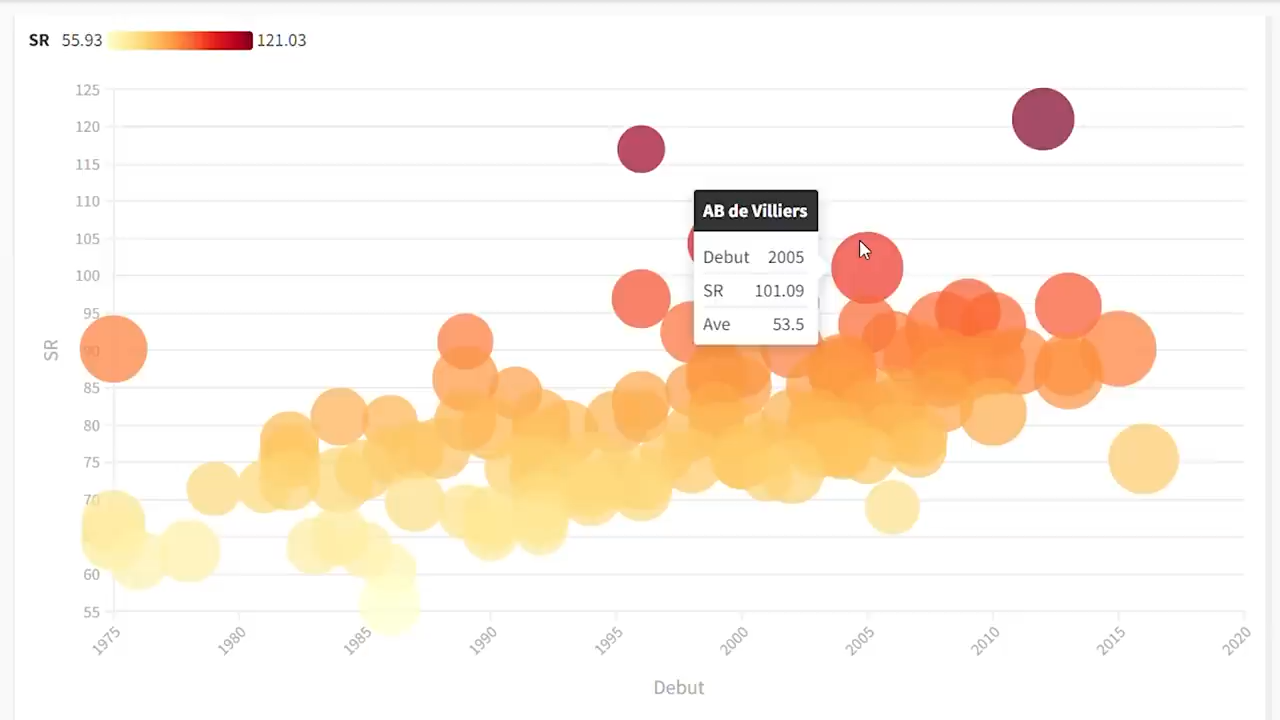 SR 55.93 121.03
125
120
115
110
105
100
95
90
85
80
75
70
60
55
SR
AB de Villiers
Debut 2005
SR 101.09
Ave 53.5
1975 1980 1985 1990 1995 2000 2005 2010 2015 2020
Debut